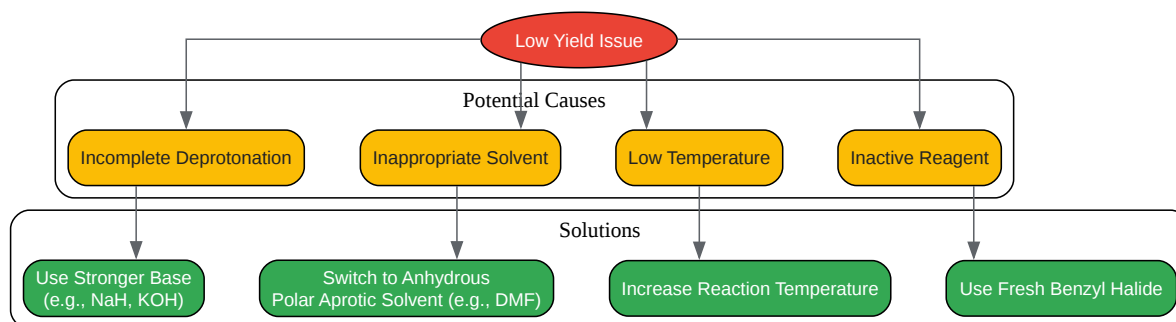 Low Yield Issue
Potential Causes
Incomplete Deprotonation
Inappropriate Solvent
Low Temperature
Inactive Reagent
Solutions
Use Stronger Base
(e.g., NaH, KOH)
Switch to Anhydrous
Polar Aprotic Solvent (e.g., DMF)
Increase Reaction Temperature
Use Fresh Benzyl Halide